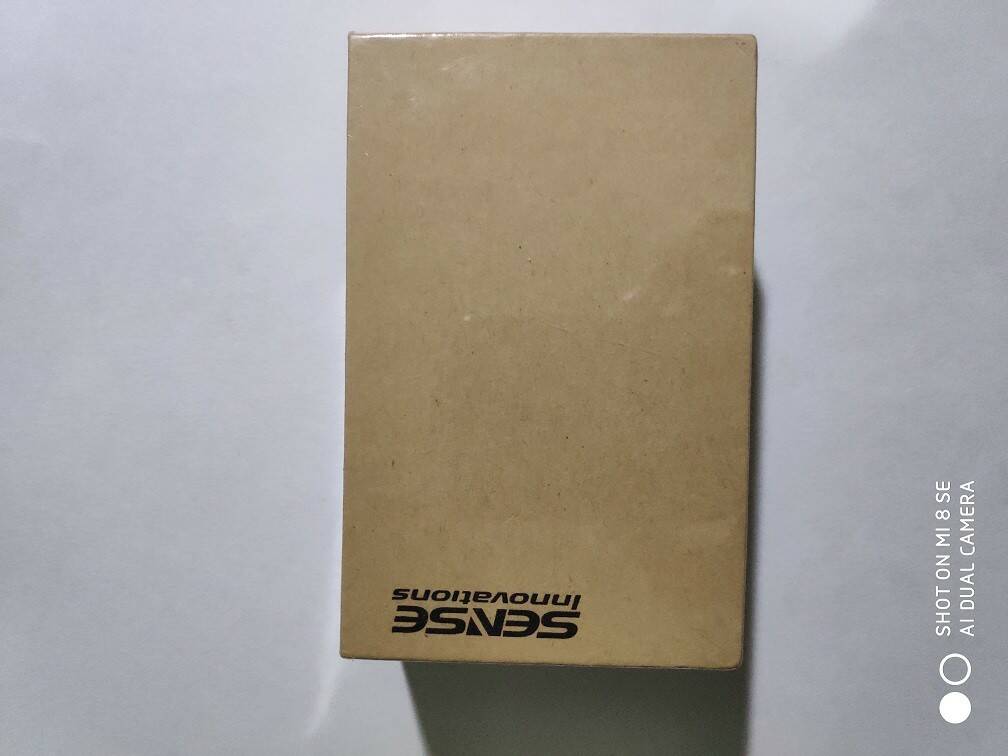 SENSE
Innovations
SHOT ON MI 8 SE
AI DUAL CAMERA